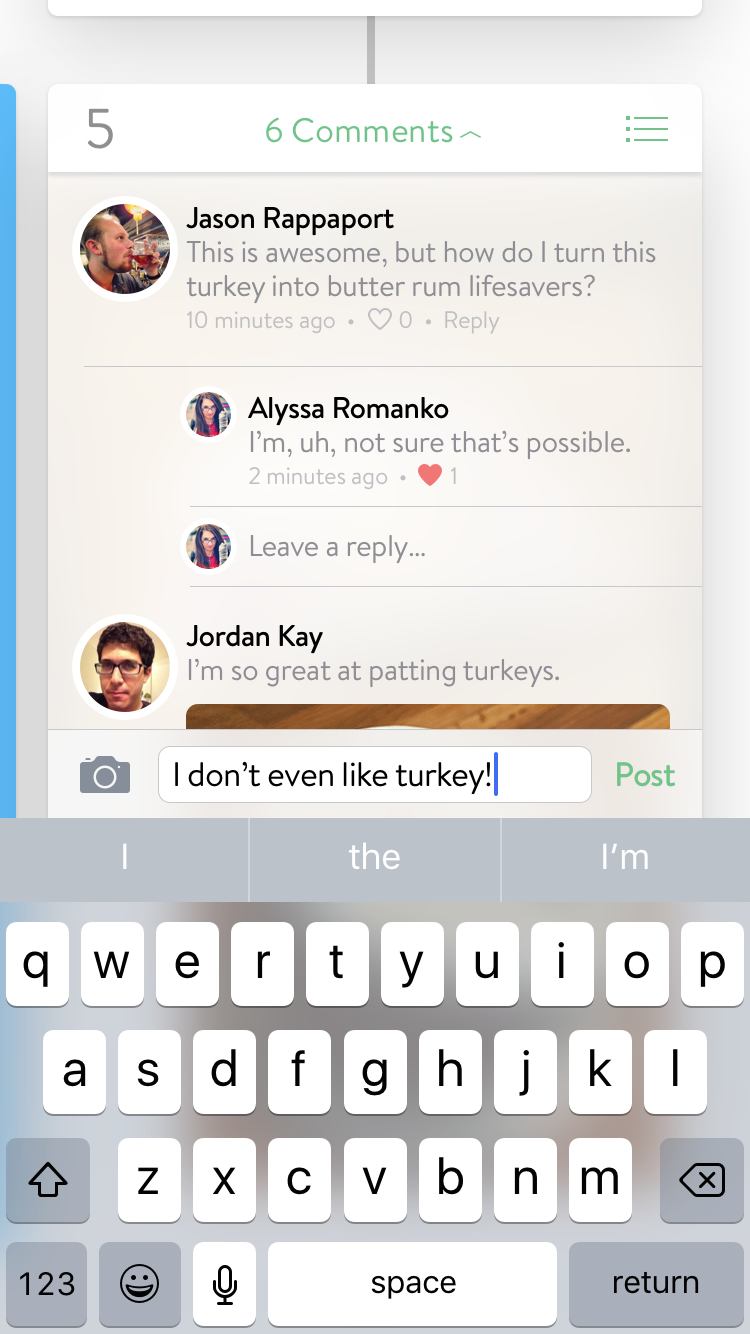 5 6 Comments
Jason Rappaport
This is awesome, but how do I turn this
turkey into butter rum lifesavers?
10 minutes ago • 0 • Reply
Alyssa Romanko
I’m, uh, not sure that’s possible.
2 minutes ago • 1
Leave a reply...
Jordan Kay
I’m so great at patting turkeys.
I don’t even like turkey! Post
I the I’m
q w e r t y u i o p
a s d f g h j k l
z x c v b n m
123 space return